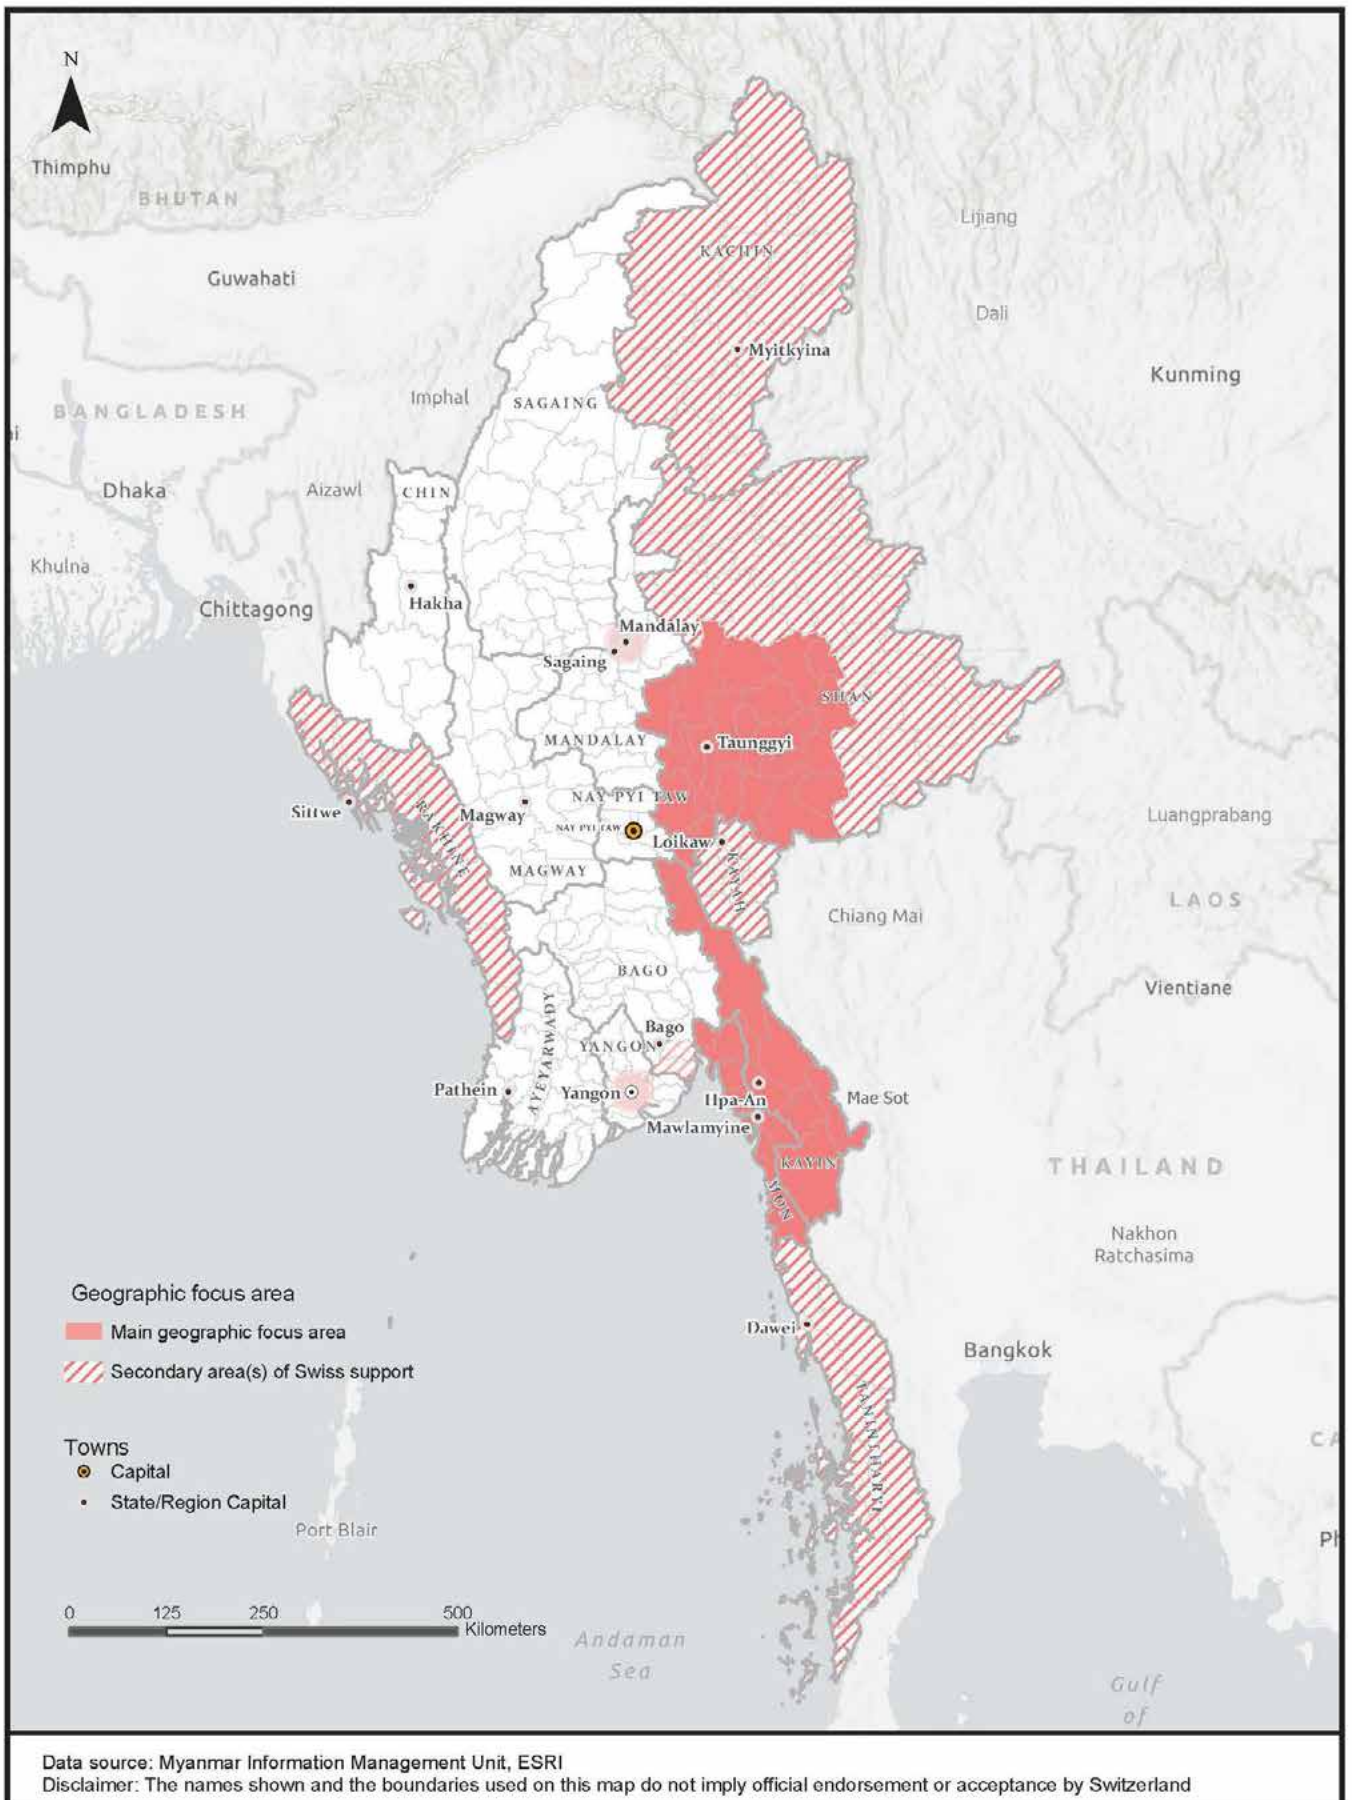 N
Thimphu
BHUTAN
Lijiang
KACHIN
Guwahati
Dali
Myitkyina
Kunming
Imphal
SAGAING
BANGLADESH
Dhaka
Aizawl
CHIN
Khulna
Hakha
Chittagong
Mandalay
Sagaing
SHAN
MANDALAY
Taunggyi
NAY PYI TAW
Sittwe
RAKHINE
Magway
NAY PYI TAW
Loikaw
Luangprabang
MAGWAY
KAYAH
LAOS
Chiang Mai
BAGO
Vientiane
Bago
YANGON
AYEYARWADY
Pathein
Yangon
Hpa-An
Mae Sot
Mawlamyine
KAYIN
THAILAND
MON
Nakhon
Ratchasima
Geographic focus area
Main geographic focus area
Dawei
Bangkok
Secondary area(s) of Swiss support
TANINTHARYI
CA
Towns
Capital
State/Region Capital
Port Blair
Ph
0 125 250 500
Kilometers
Andaman
Sea
Gulf
of
Data source: Myanmar Information Management Unit, ESRI
Disclaimer: The names shown and the boundaries used on this map do not imply official endorsement or acceptance by Switzerland